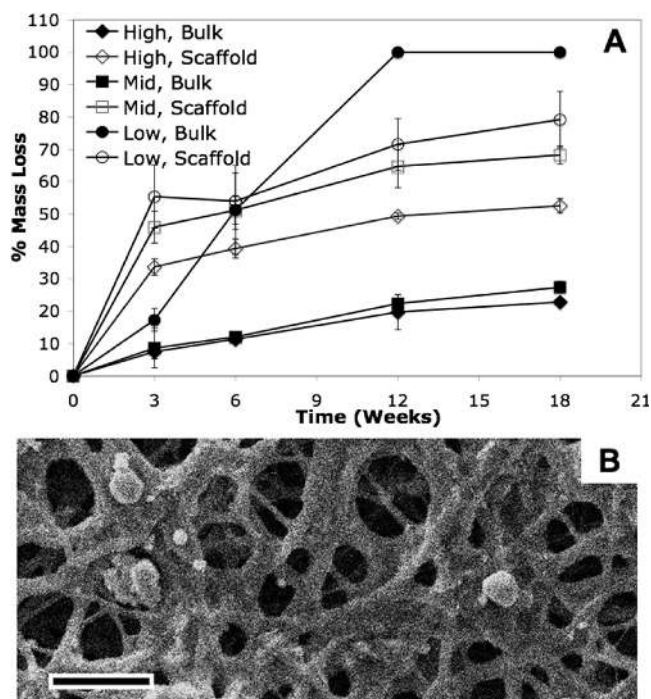 110
100
90
80
70
60
50
40
30
20
10
0
% Mass Loss
High, Bulk
High, Scaffold
Mid, Bulk
Mid, Scaffold
Low, Bulk
Low, Scaffold
A
0 3 6 9 12 15 18 21
Time (Weeks)
B